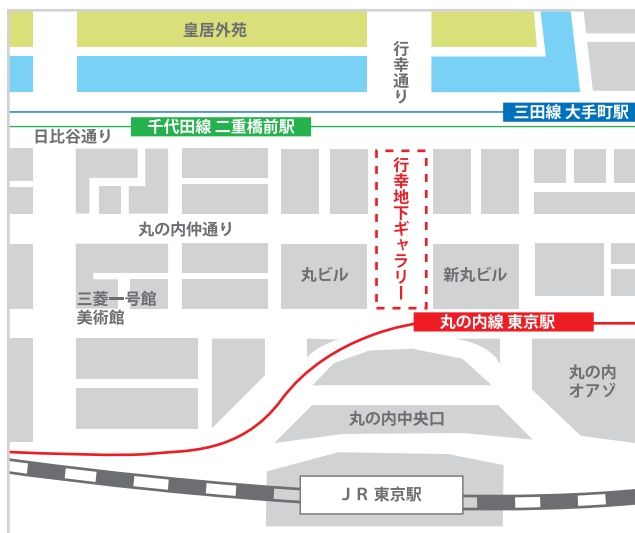 皇居外苑
行幸通り
三田線 大手町駅
千代田線 二重橋前駅
日比谷通り
行幸地下ギャラリー
丸の内仲通り
丸ビル
新丸ビル
三菱一号館
美術館
丸の内線 東京駅
丸の内
オアゾ
丸の内中央口
ＪＲ 東京駅